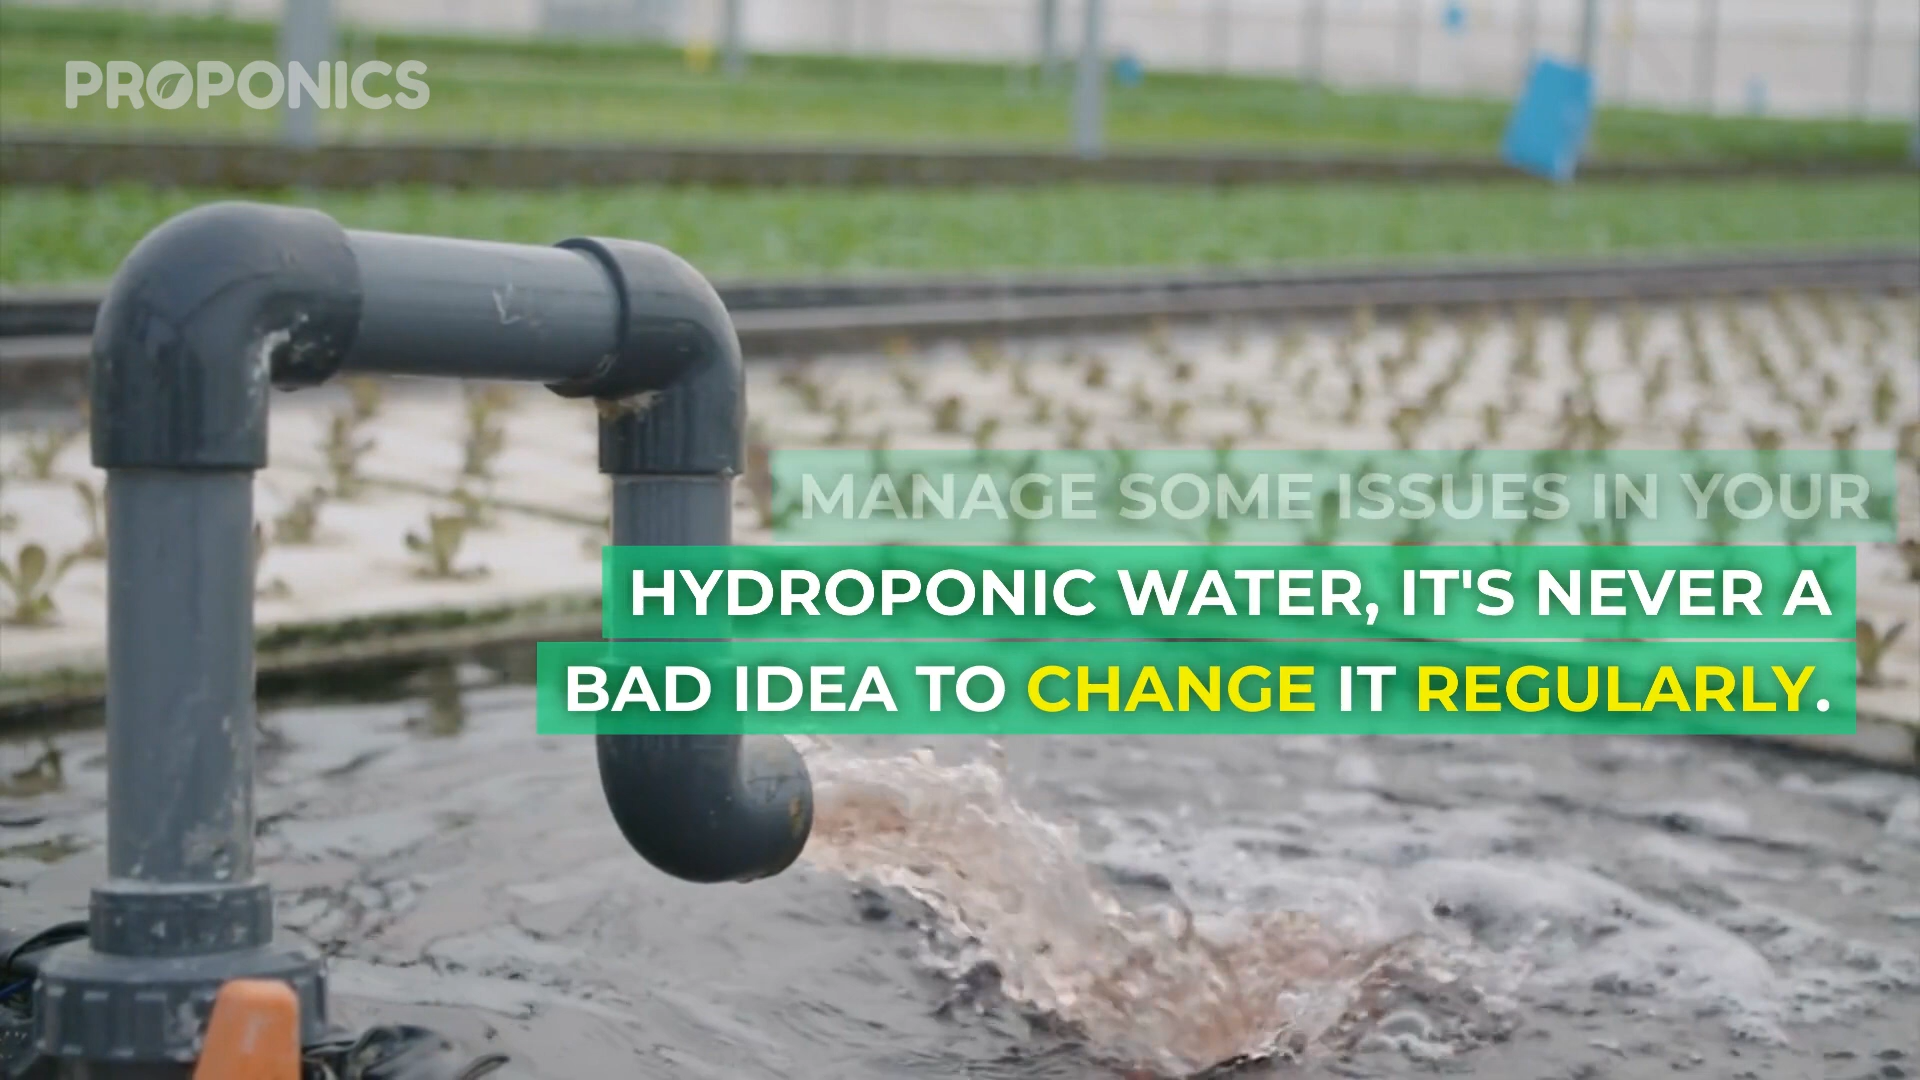 PROPONICS
MANAGE SOME ISSUES IN YOUR
HYDROPONIC WATER, IT'S NEVER A
BAD IDEA TO CHANGE IT REGULARLY.